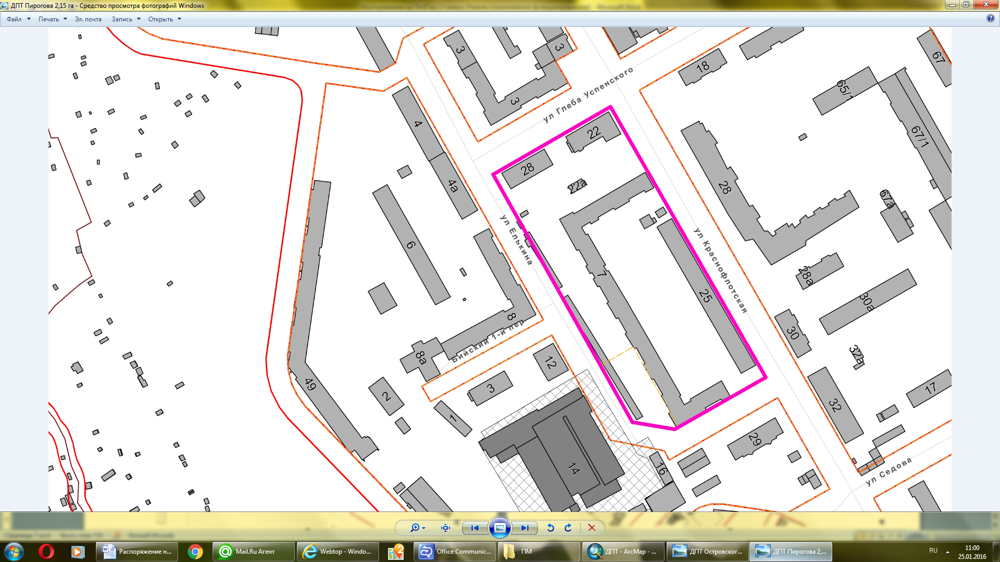 ДПТ Пирогова 2,15 га - Средство просмотра фотографий Windows
Файл Печать Эл. почта Запись Открыть
3
3
3
18
67
65/1
67/1
ул Глеба Успенского
4
22
28
22а
4а
28
67а
ул Елькина
ул Краснофлотская
6
7
25
28а
30а
8
30
Бийский 1-й пер
8а
12
32а
49
2
3
1
17
32
29
14
16
ул Седова
Распоряжение н...
Mail.Ru Агент
Webtop - Windo...
2
Office Communic...
ПМ
ДПТ - ArcMap - ...
ДПТ Островског...
ДПТ Пирогова 2,...
RU
11:00
25.01.2016